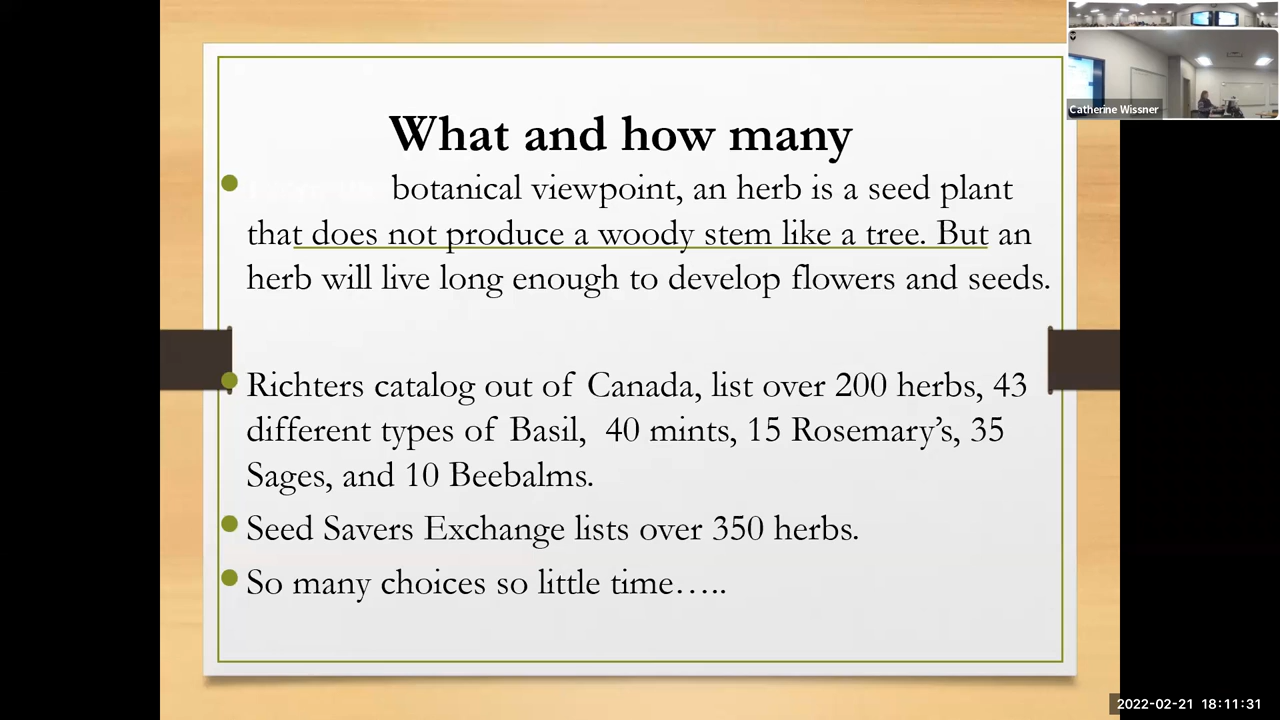 What and how many
botanical viewpoint, an herb is a seed plant
that does not produce a woody stem like a tree. But an
herb will live long enough to develop flowers and seeds.
Richters catalog out of Canada, list over 200 herbs, 43
different types of Basil, 40 mints, 15 Rosemary’s, 35
Sages, and 10 Beebalms.
Seed Savers Exchange lists over 350 herbs.
So many choices so little time…..
Catherine Wissner
2022-02-21 18:11:31